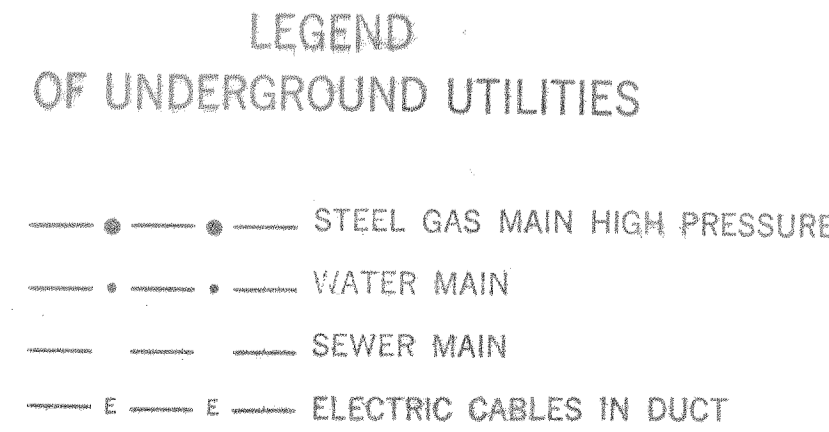 LEGEND
OF UNDERGROUND UTILITIES
STEEL GAS MAIN HIGH PRESSURE
WATER MAIN
SEWER MAIN
E E ELECTRIC CABLES IN DUCT